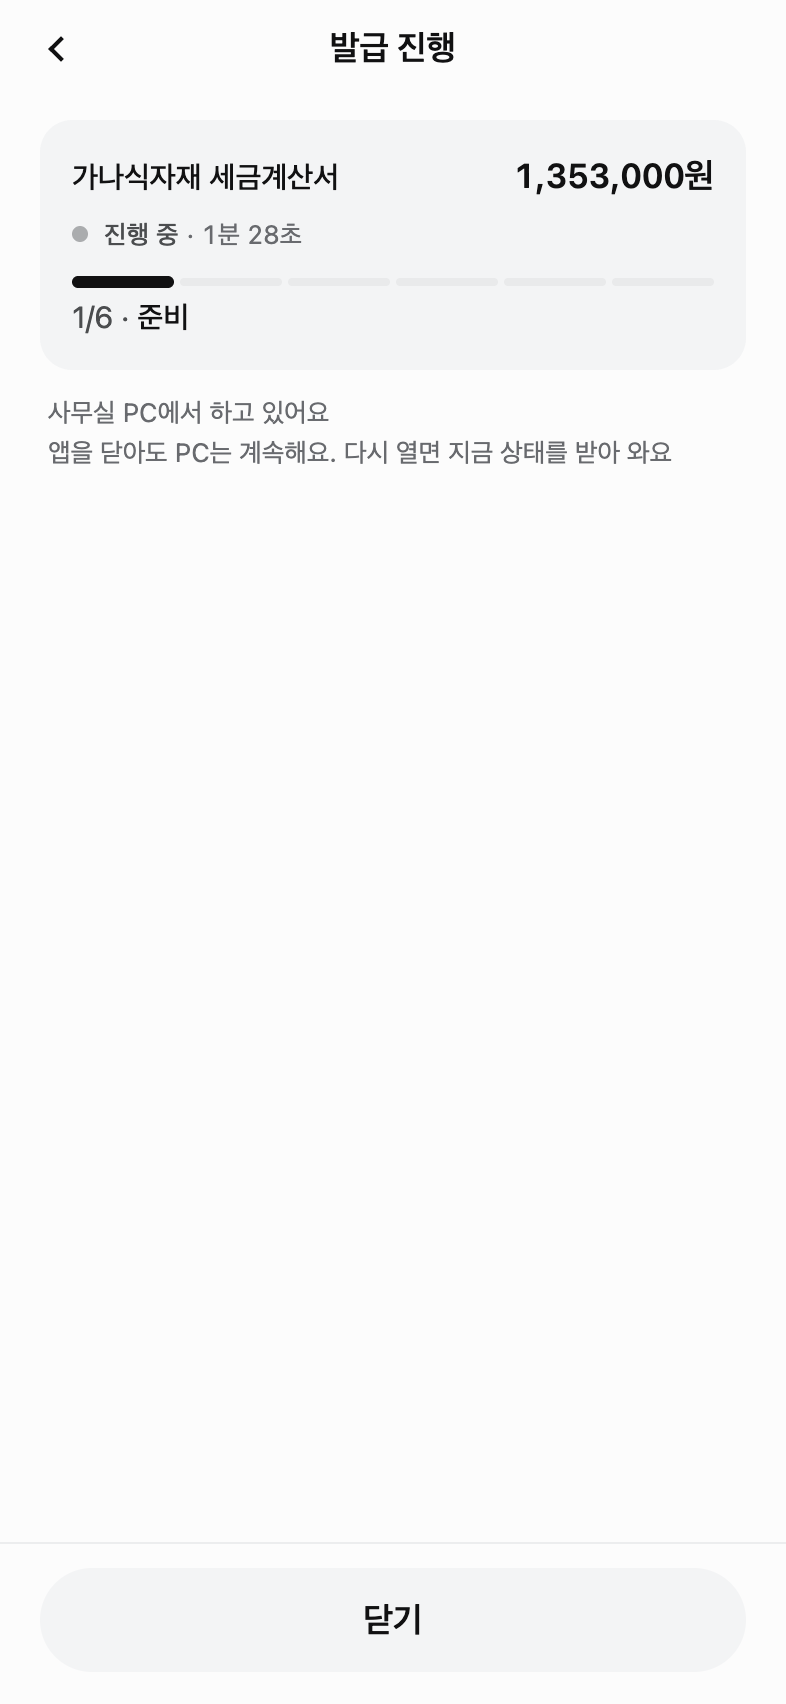 발급 진행
가나식자재 세금계산서 1,353,000원
진행 중 · 1분 28초
1/6 · 준비
사무실 PC에서 하고 있어요
앱을 닫아도 PC는 계속해요. 다시 열면 지금 상태를 받아 와요
닫기